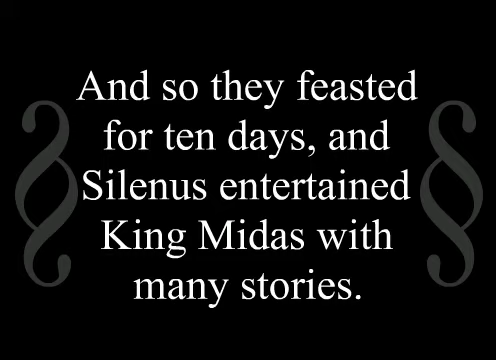 And so they feasted
for ten days, and
Silenus entertained
King Midas with
many stories.